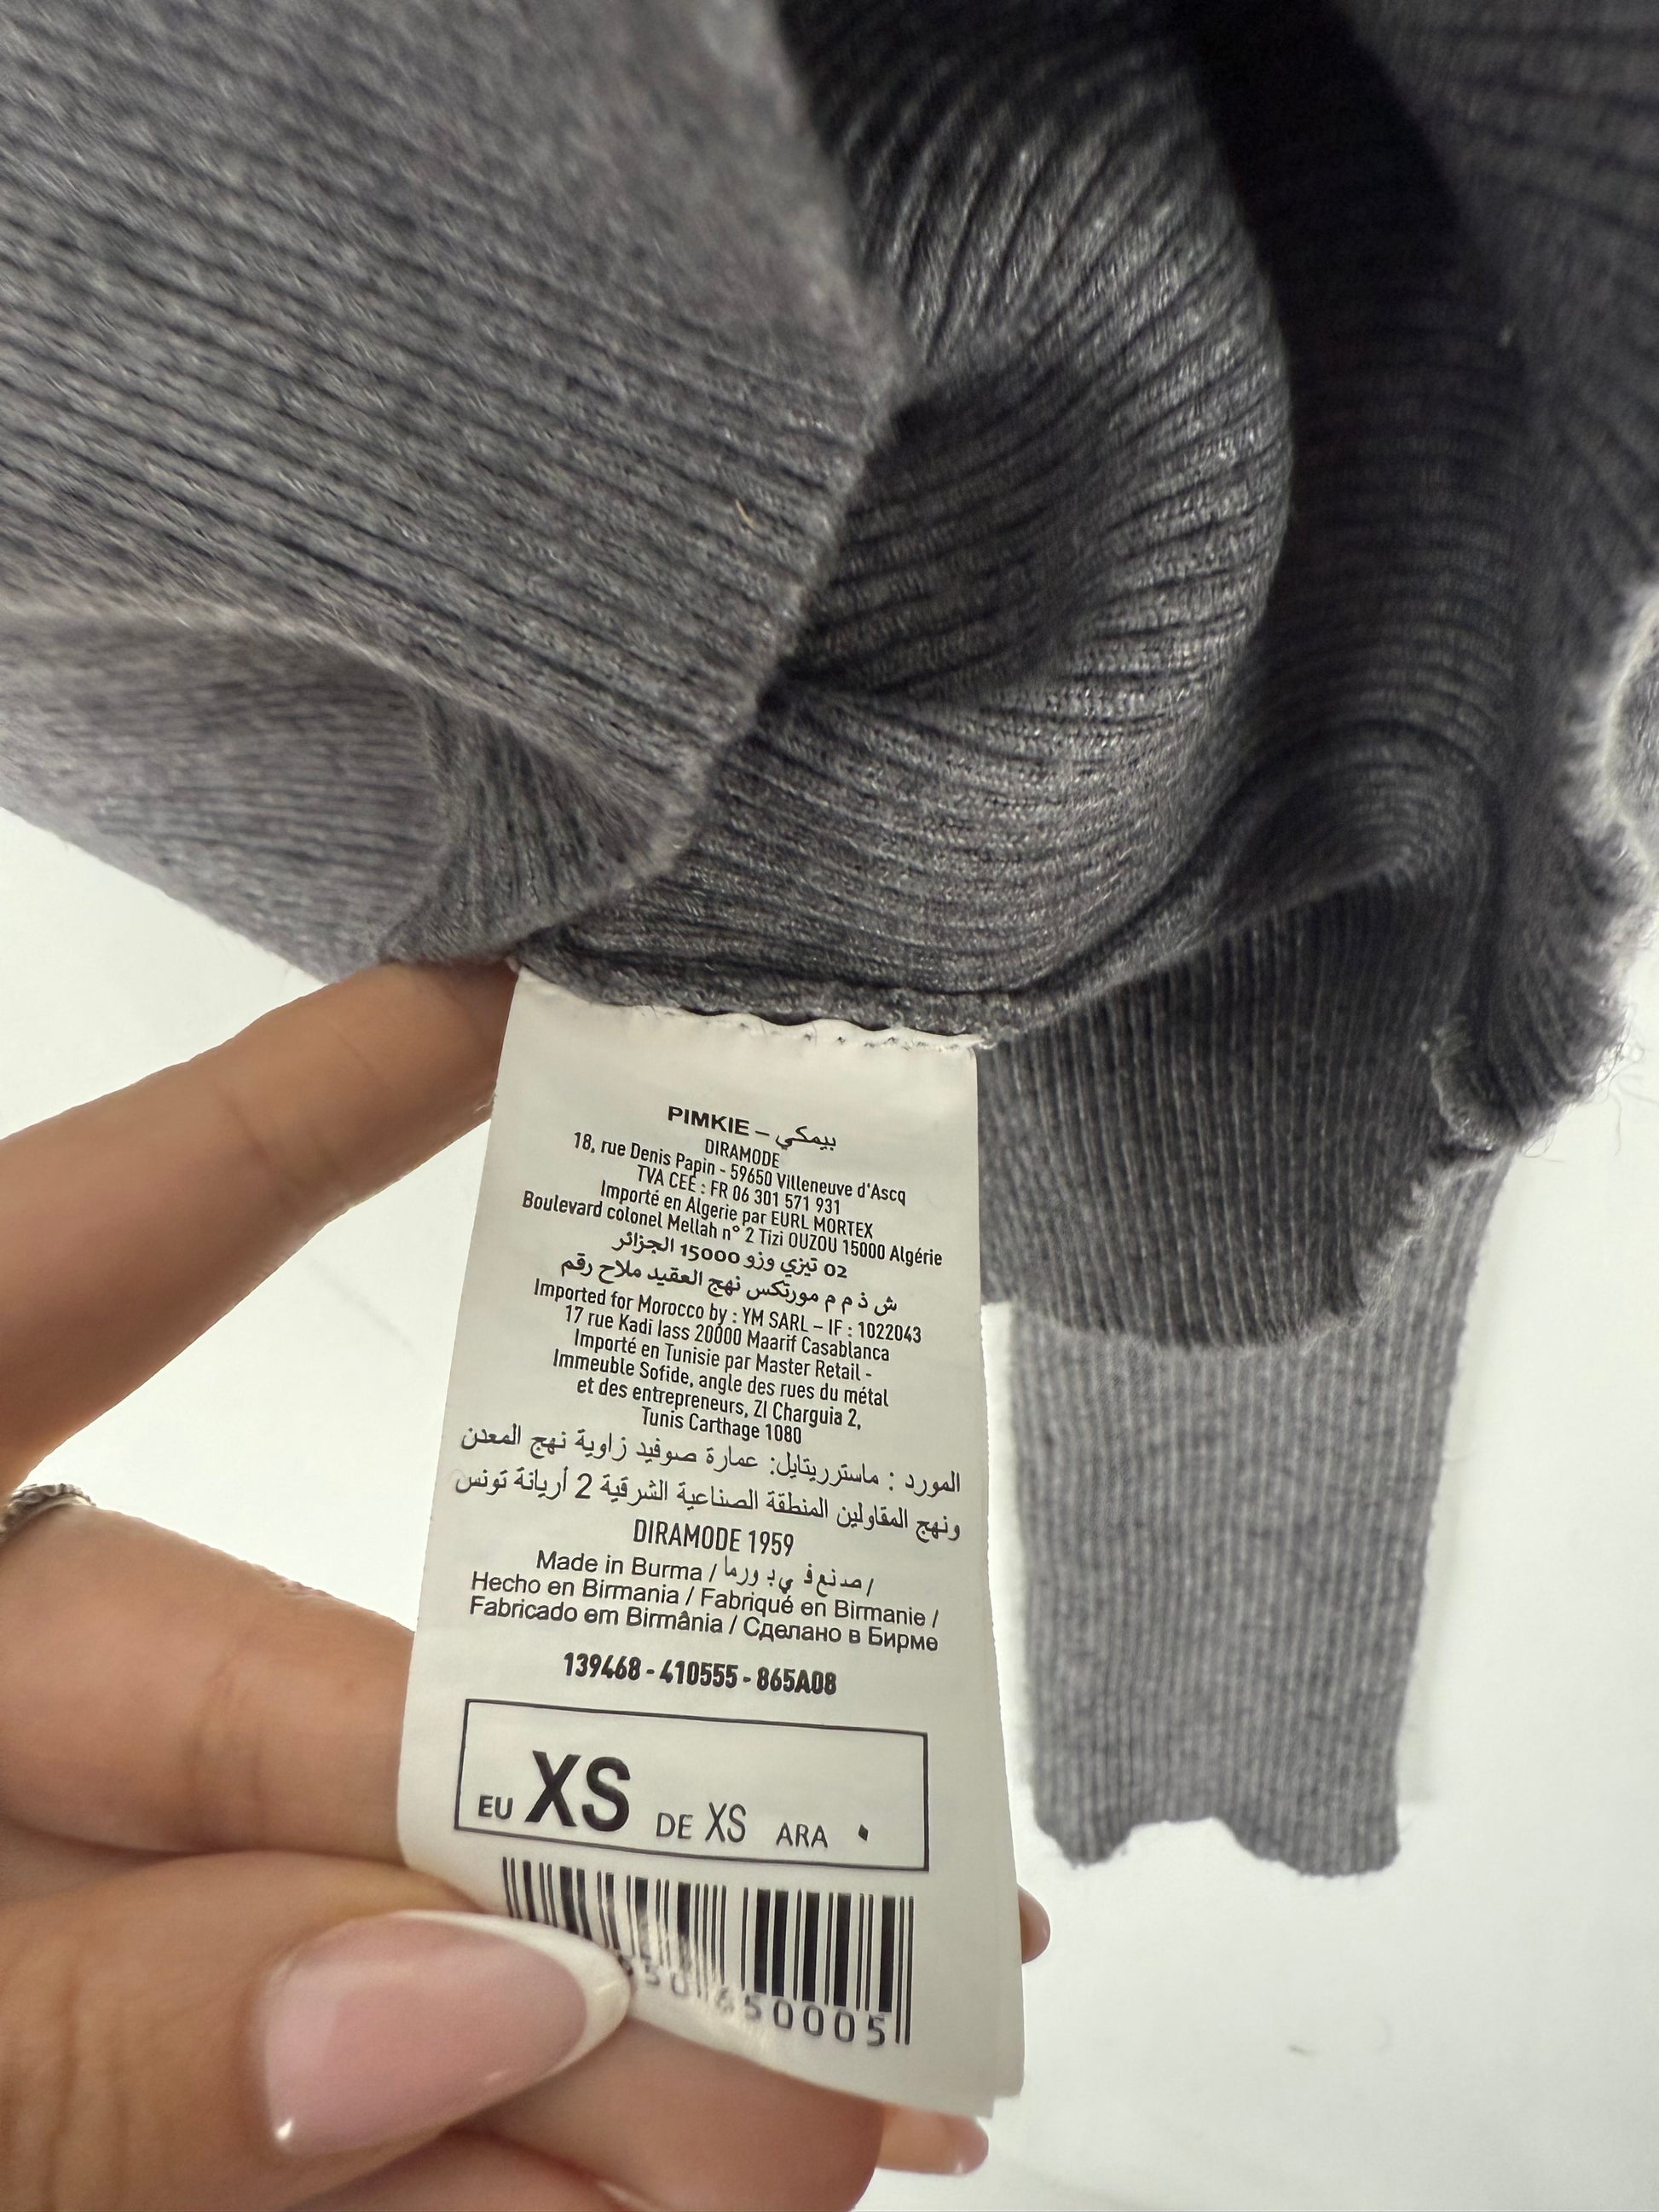 PIMKIE – بيمكي
DIRAMODE
18, rue Denis Papin - 59650 Villeneuve d'Ascq
TVA CEE : FR 06 301 571 931
Importé en Algerie par EURL MORTEX
Boulevard colonel Mellah n° 2 Tizi OUZOU 15000 Algérie
02 تيزي وزو 15000 الجزائر
ش ذ م م مورتكس نهج العقيد ملاح رقم
Imported for Morocco by : YM SARL – IF : 1022043
17 rue Kadi Iass 20000 Maarif Casablanca
Importé en Tunisie par Master Retail -
Immeuble Sofide, angle des rues du métal
et des entrepreneurs, ZI Charguia 2,
Tunis Carthage 1080
المورد : ماسترريتايل: عمارة صوفيد زاوية نهج المعدن
ونهج المقاولين المنطقة الصناعية الشرقية 2 أريانة تونس
DIRAMODE 1959
Made in Burma / صنع في بورما /
Hecho en Birmania / Fabriqué en Birmanie /
Fabricado em Birmânia / Сделано в Бирме
139468 - 410555 - 865A08
EU XS DE XS ARA
650005